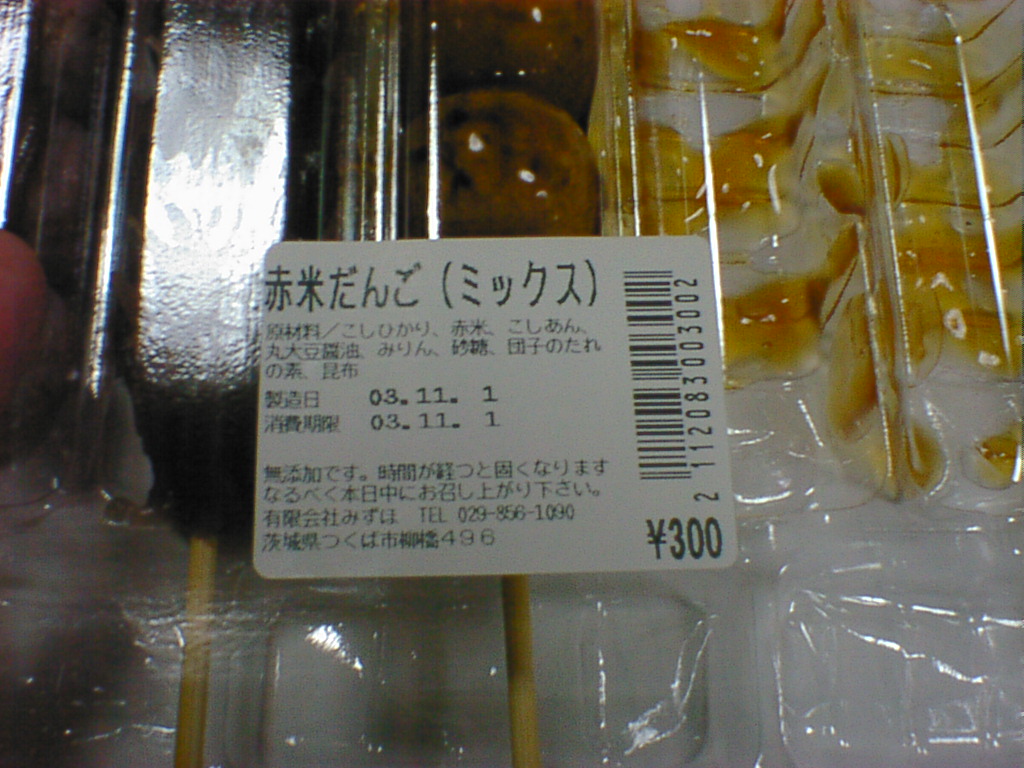 赤米だんご(ミックス)
原材料/こしひかり、赤米、こしあん、
丸大豆醤油、みりん、砂糖、団子のたれ
の素、昆布
製造日 03.11. 1
消費期限 03.11. 1
無添加です。時間が経つと固くなります
なるべく本日中にお召し上がり下さい。
有限会社みずほ TEL 029-856-1090
茨城県つくば市柳橋496
¥300
2 112083 003002